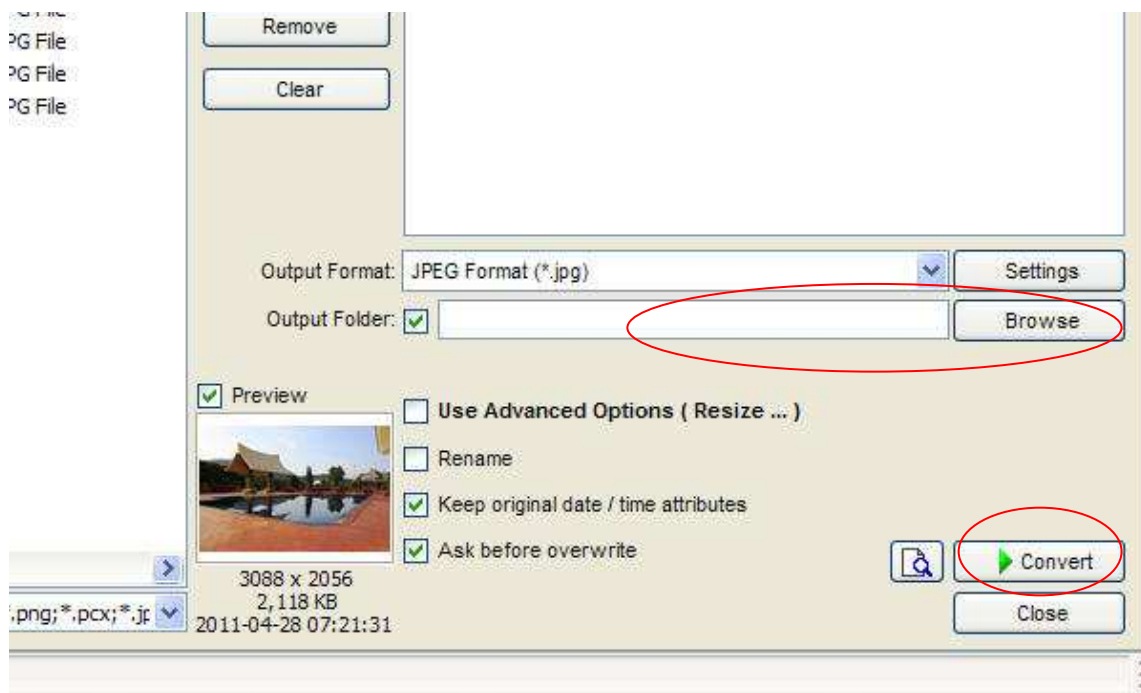 PG File
PG File
PG File
Remove
Clear
Output Format: JPEG Format (*.jpg) Settings
Output Folder: Browse
Preview
Use Advanced Options ( Resize ... )
Rename
Keep original date / time attributes
Ask before overwrite
Convert
3088 x 2056
2,118 KB
2011-04-28 07:21:31
.png;*.pcx;*.jp
Close